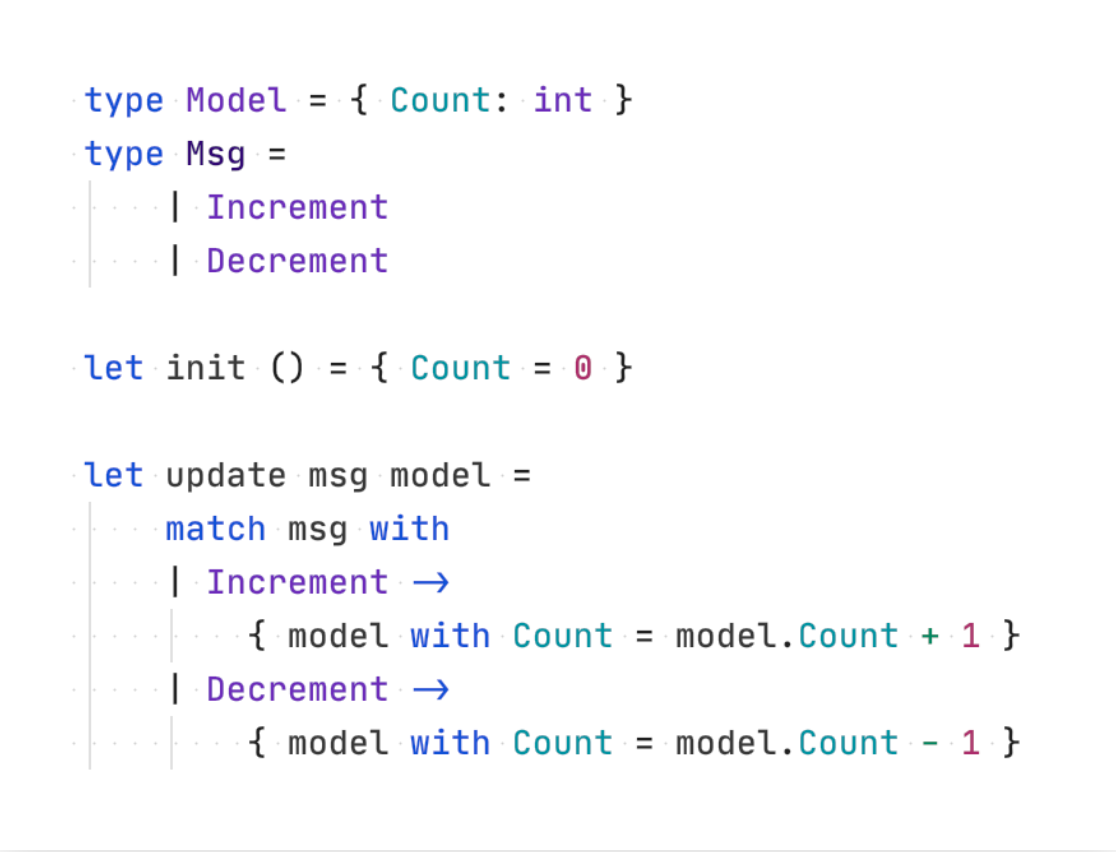 type Model = { Count: int }
type Msg =
    | Increment
    | Decrement

let init () = { Count = 0 }

let update msg model =
    match msg with
    | Increment ->
        { model with Count = model.Count + 1 }
    | Decrement ->
        { model with Count = model.Count - 1 }